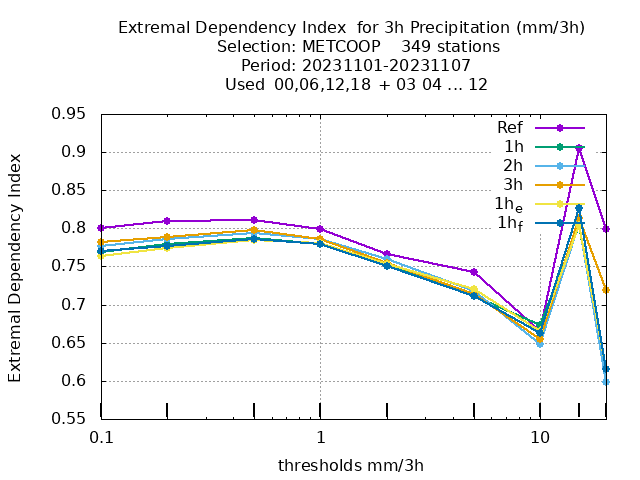 Extremal Dependency Index  for 3h Precipitation (mm/3h)
Selection: METCOOP    349 stations
Period: 20231101-20231107
Used  00,06,12,18  + 03 04 ... 12
Extremal Dependency Index
0.95
0.9
0.85
0.8
0.75
0.7
0.65
0.6
0.55
Ref
1h
2h
3h
1h_e
1h_f
0.1 1 10
thresholds mm/3h